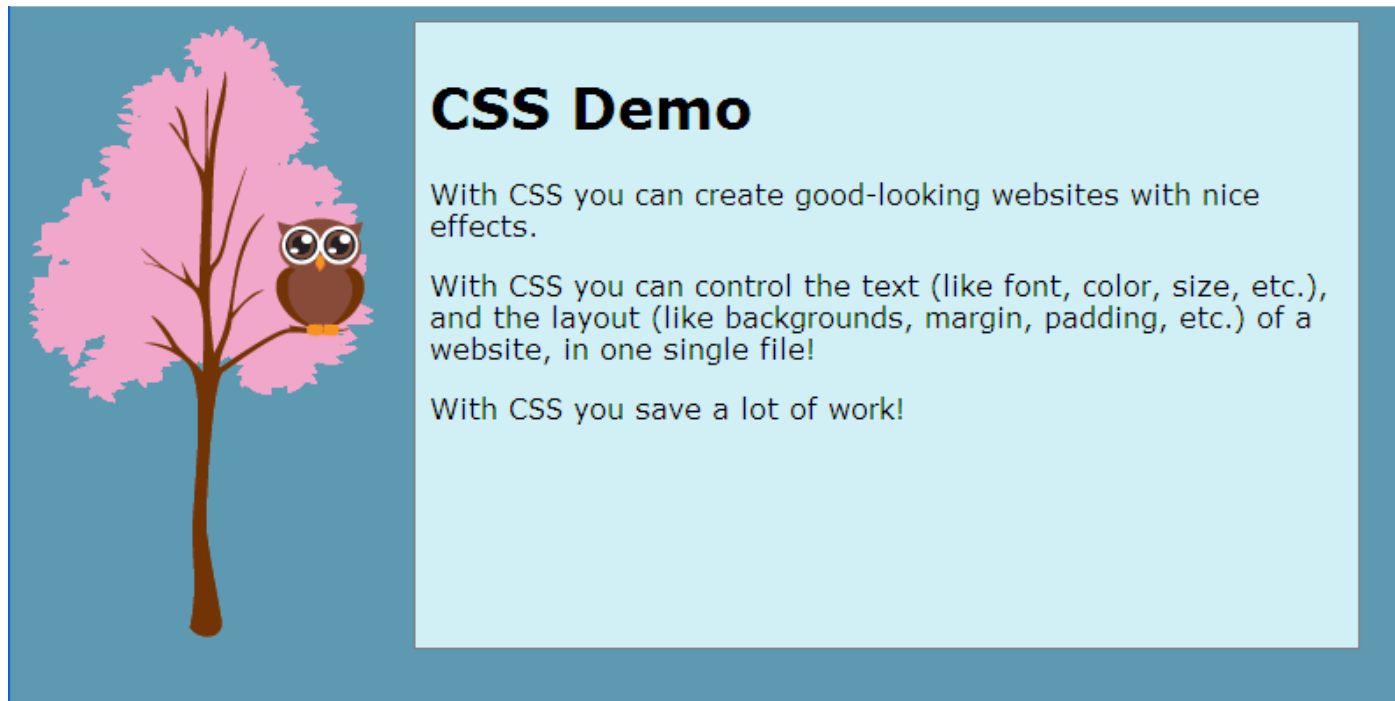 CSS Demo
With CSS you can create good-looking websites with nice
effects.
With CSS you can control the text (like font, color, size, etc.),
and the layout (like backgrounds, margin, padding, etc.) of a
website, in one single file!
With CSS you save a lot of work!